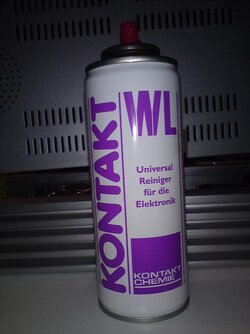 KONTAKT
WL
Universal
Reiniger
für die
Elektronik
KONTAKT
CHEMIE